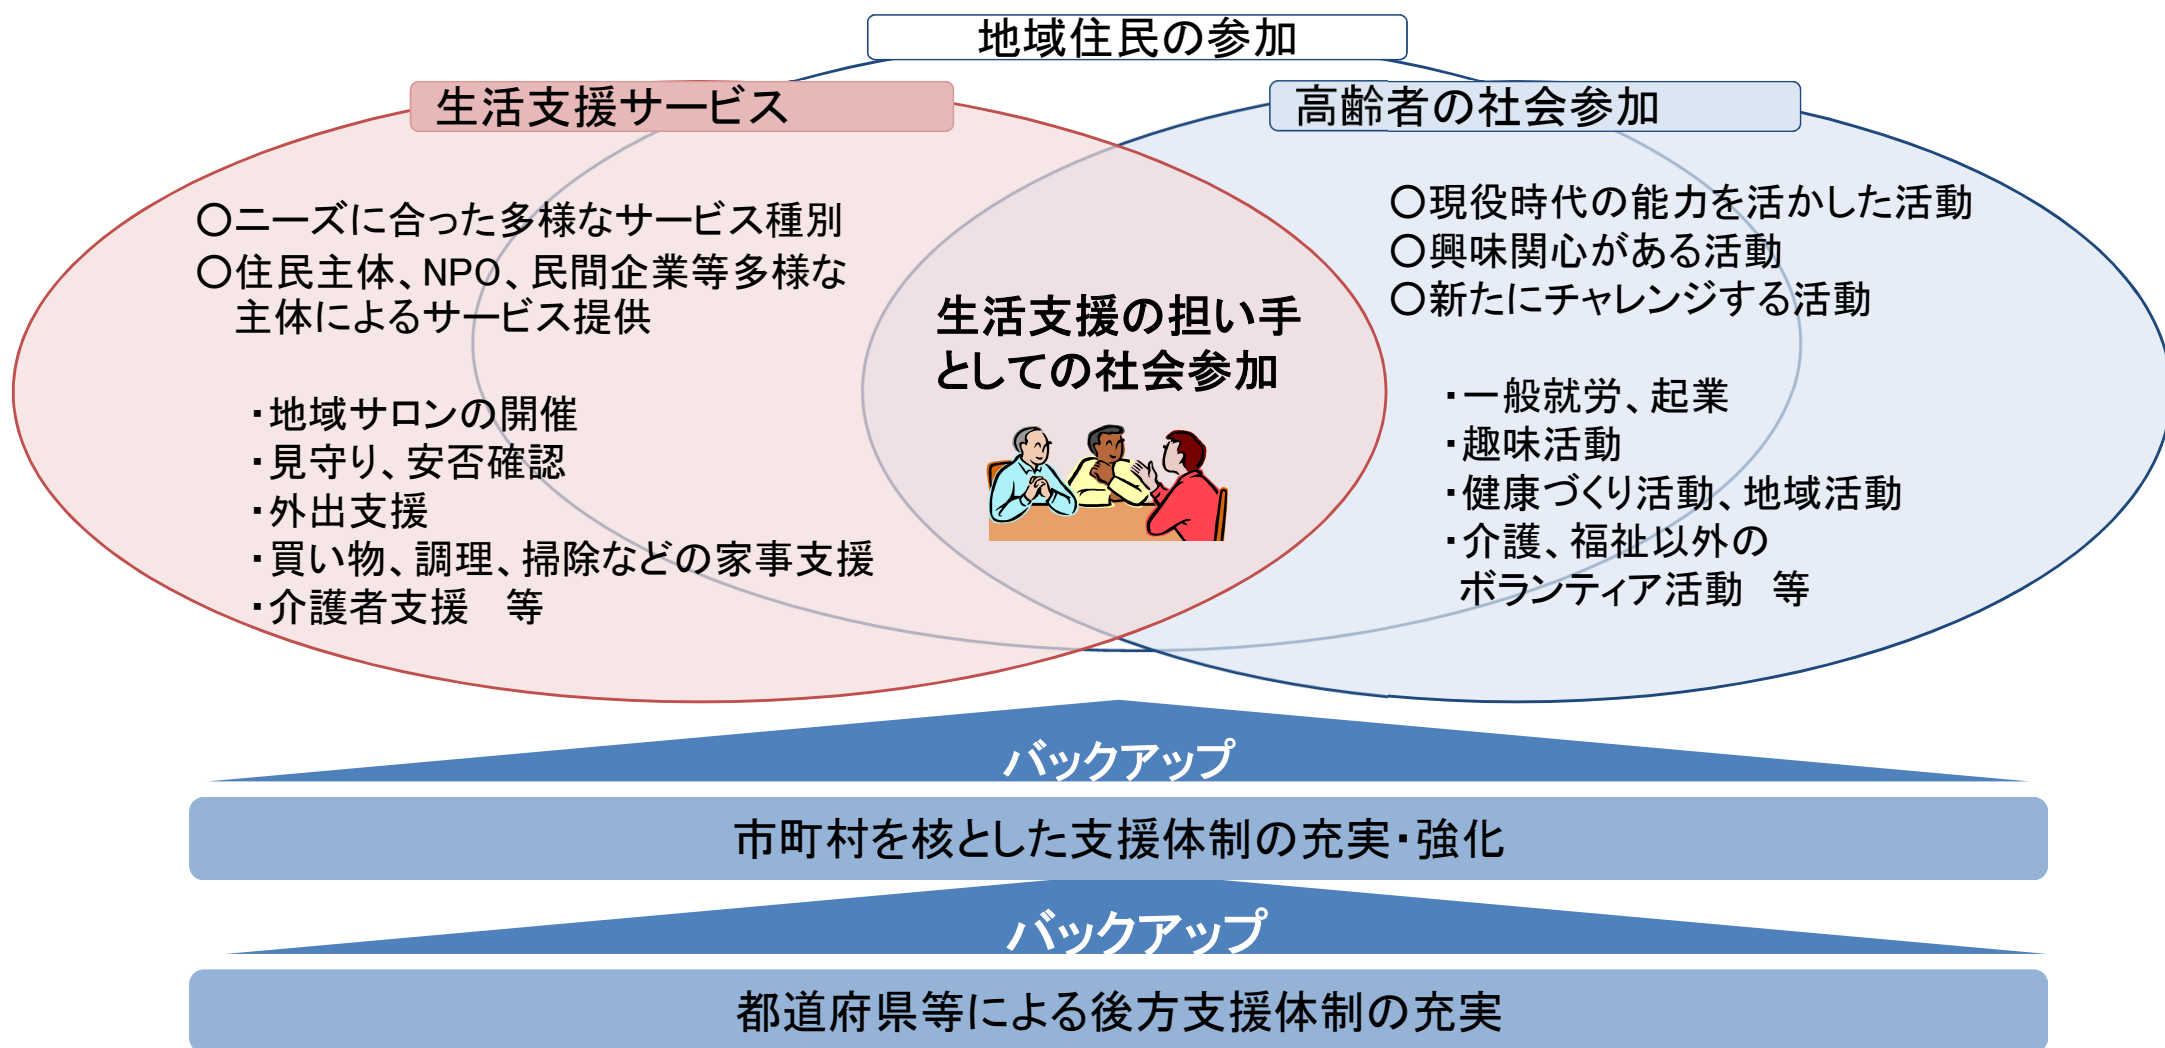 地域住民の参加
生活支援サービス
○ニーズに合った多様なサービス種別
○住民主体、NPO、民間企業等多様な
主体によるサービス提供
・地域サロンの開催
・見守り、安否確認
・外出支援
・買い物、調理、掃除などの家事支援
・介護者支援　等
生活支援の担い手
としての社会参加
高齢者の社会参加
○現役時代の能力を活かした活動
○興味関心がある活動
○新たにチャレンジする活動
・一般就労、起業
・趣味活動
・健康づくり活動、地域活動
・介護、福祉以外の
ボランティア活動　等
バックアップ
市町村を核とした支援体制の充実・強化
バックアップ
都道府県等による後方支援体制の充実